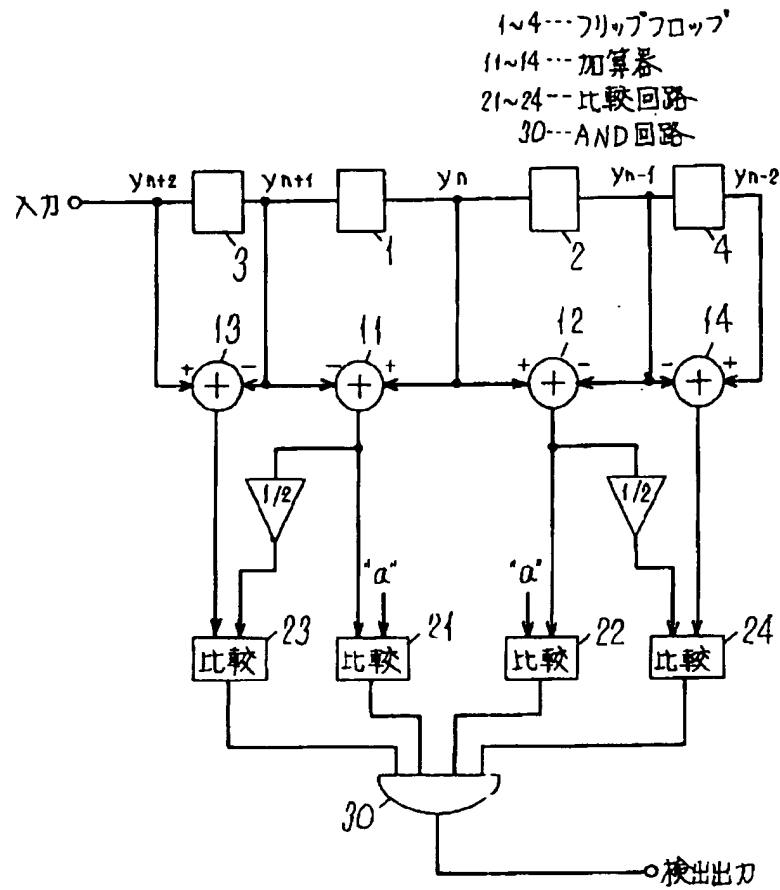 1~4…フリップフロップ
11~14…加算器
21~24…比較回路
30…AND回路
入力
yn+2
yn+1
yn
yn-1
yn-2
3
1
2
4
13
11
12
14
+ + -
- + +
+ + -
- + +
1/2
1/2
"a"
"a"
比較
23
比較
21
比較
22
比較
24
30
検出出力